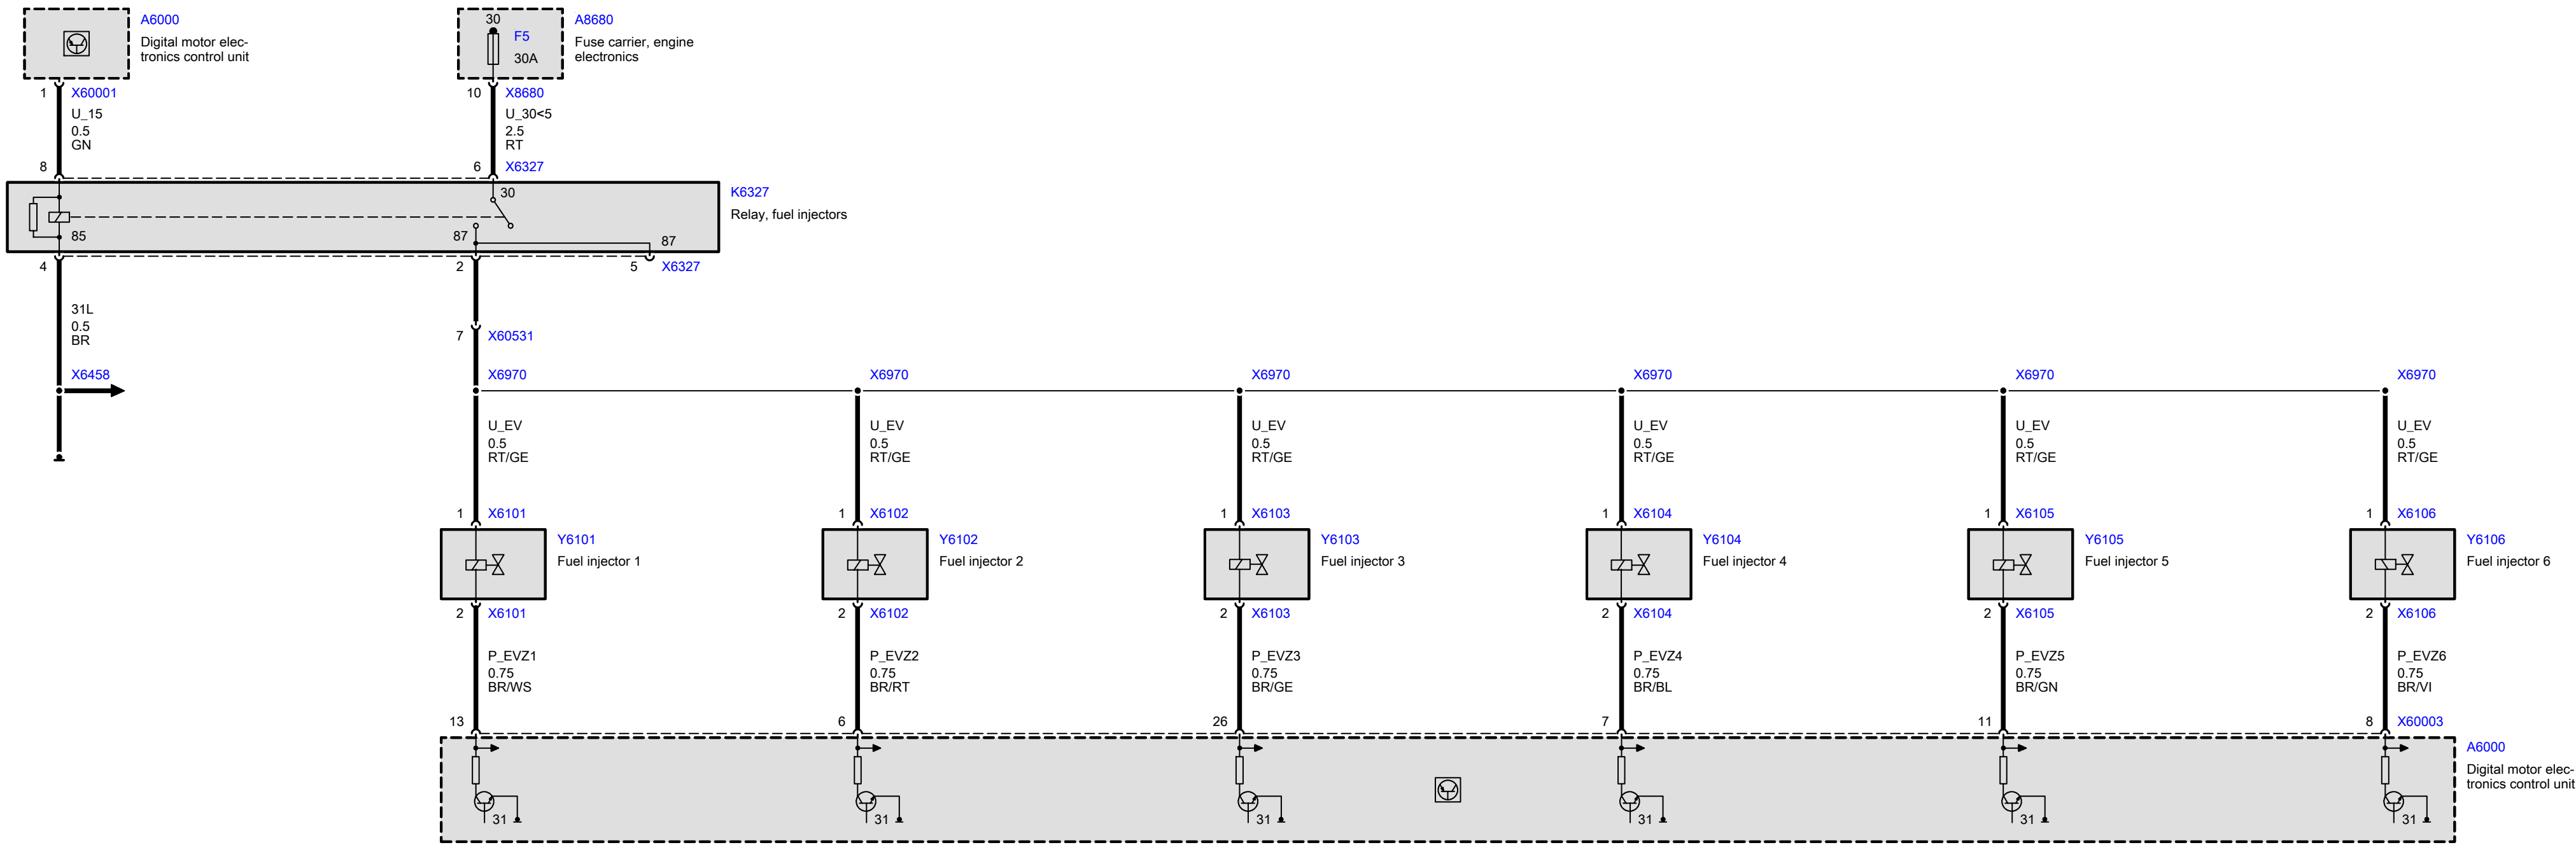 A6000
Digital motor elec-
tronics control unit
30
F5
30A
A8680
Fuse carrier, engine
electronics
1 X60001
10 X8680
U_15
0.5
GN
U_30<5
2.5
RT
8
6 X6327
30
85
87
87
K6327
Relay, fuel injectors
4
2
5 X6327
31L
0.5
BR
7 X60531
X6458
X6970
X6970
X6970
X6970
X6970
X6970
U_EV
0.5
RT/GE
U_EV
0.5
RT/GE
U_EV
0.5
RT/GE
U_EV
0.5
RT/GE
U_EV
0.5
RT/GE
U_EV
0.5
RT/GE
1 X6101
1 X6102
1 X6103
1 X6104
1 X6105
1 X6106
Y6101
Fuel injector 1
Y6102
Fuel injector 2
Y6103
Fuel injector 3
Y6104
Fuel injector 4
Y6105
Fuel injector 5
Y6106
Fuel injector 6
2 X6101
2 X6102
2 X6103
2 X6104
2 X6105
2 X6106
P_EVZ1
0.75
BR/WS
P_EVZ2
0.75
BR/RT
P_EVZ3
0.75
BR/GE
P_EVZ4
0.75
BR/BL
P_EVZ5
0.75
BR/GN
P_EVZ6
0.75
BR/VI
13
6
26
7
11
8 X60003
31
31
31
31
31
31
A6000
Digital motor elec-
tronics control unit